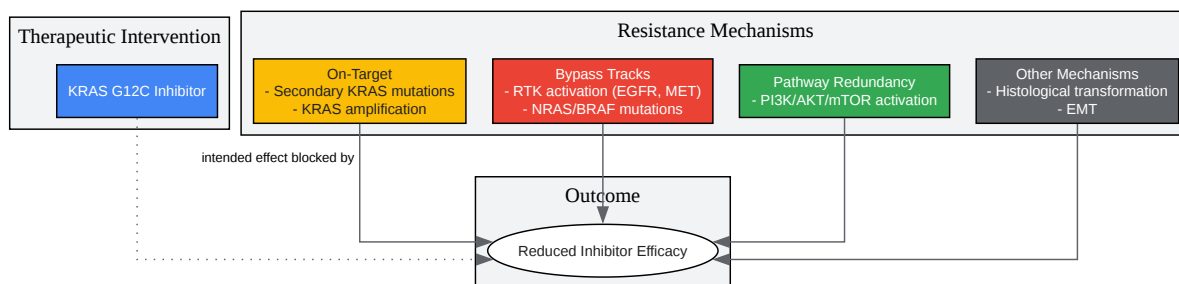 Therapeutic Intervention
KRAS G12C Inhibitor
Resistance Mechanisms
On-Target
- Secondary KRAS mutations
- KRAS amplification
Bypass Tracks
- RTK activation (EGFR, MET)
- NRAS/BRAF mutations
Pathway Redundancy
- PI3K/AKT/mTOR activation
Other Mechanisms
- Histological transformation
- EMT
intended effect blocked by
Outcome
Reduced Inhibitor Efficacy